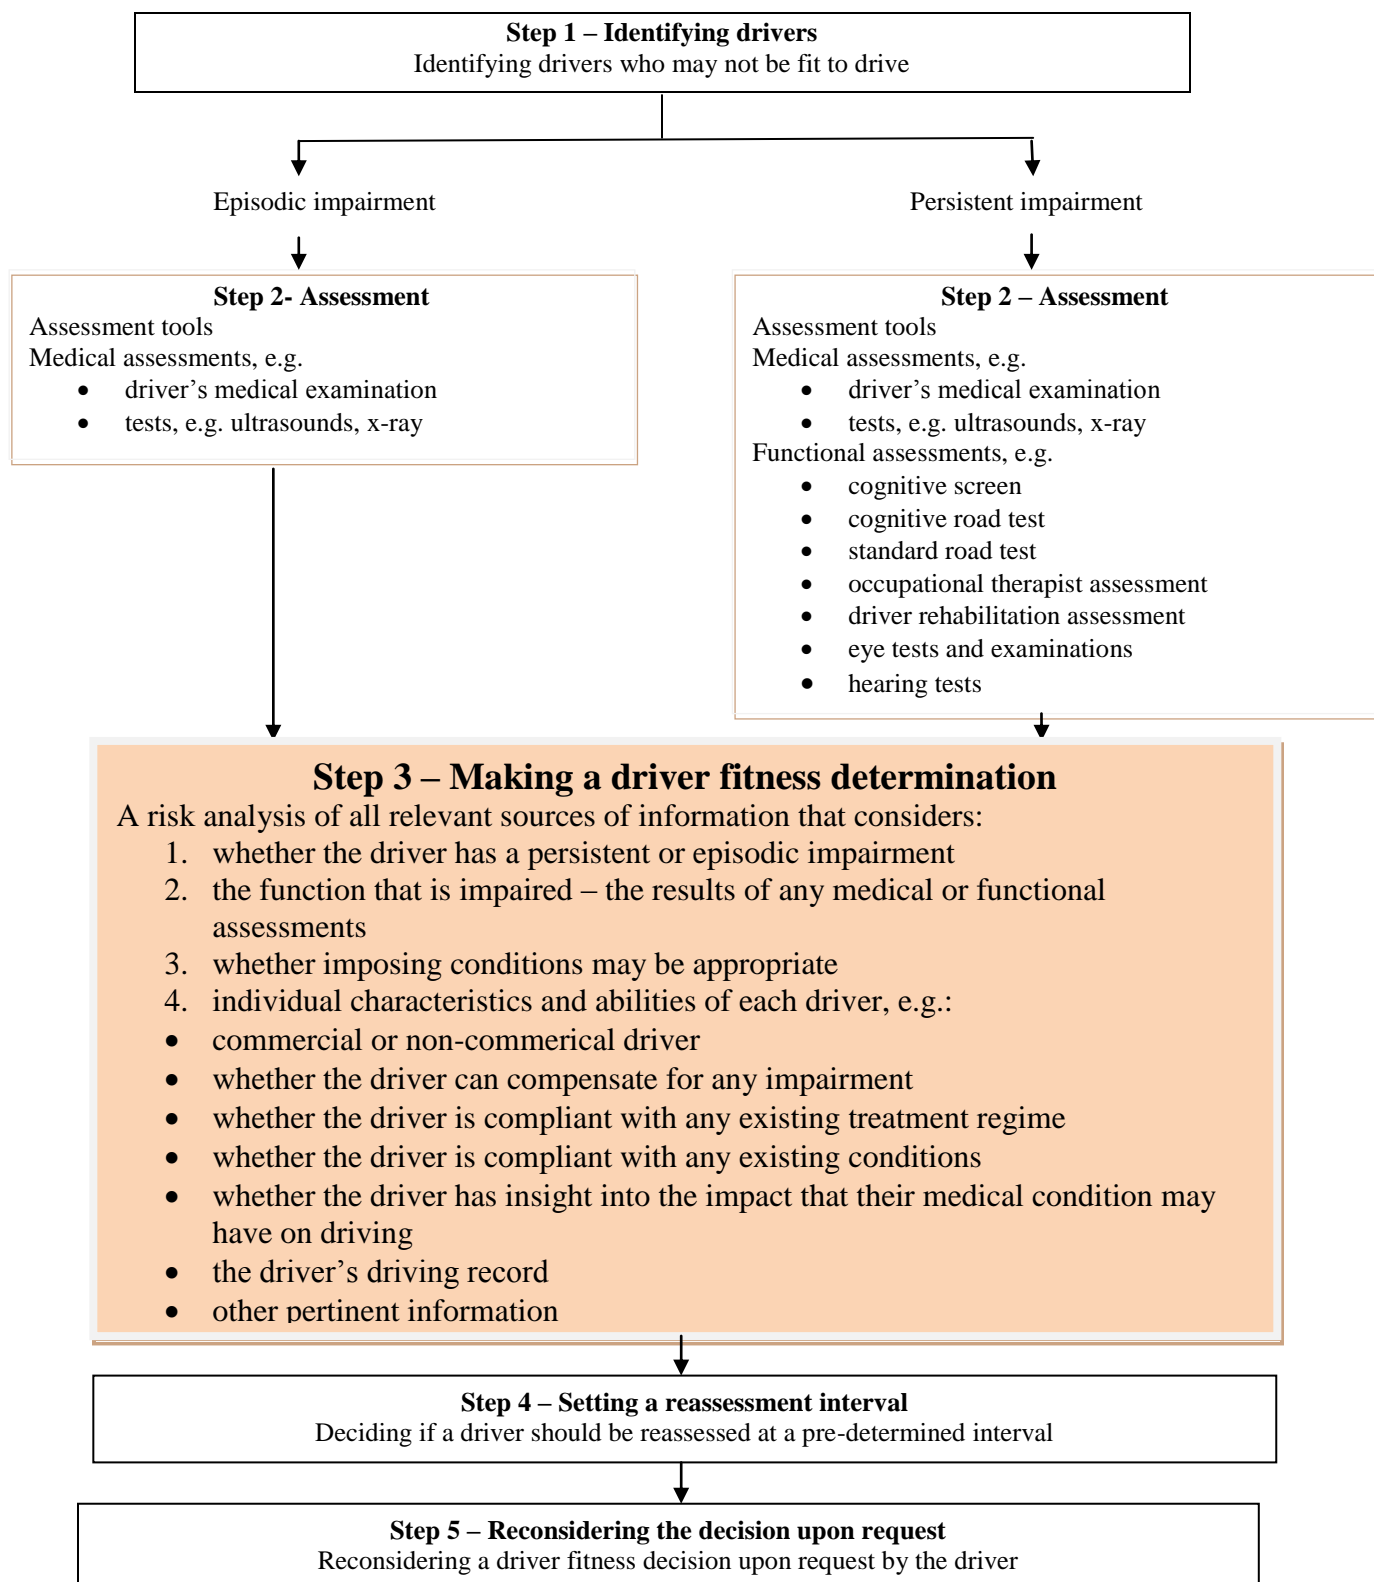 Step 1 – Identifying drivers
Identifying drivers who may not be fit to drive
Episodic impairment
Persistent impairment
Step 2- Assessment
Assessment tools
Medical assessments, e.g.
• driver’s medical examination
• tests, e.g. ultrasounds, x-ray
Step 2 – Assessment
Assessment tools
Medical assessments, e.g.
• driver’s medical examination
• tests, e.g. ultrasounds, x-ray
Functional assessments, e.g.
• cognitive screen
• cognitive road test
• standard road test
• occupational therapist assessment
• driver rehabilitation assessment
• eye tests and examinations
• hearing tests
Step 3 – Making a driver fitness determination
A risk analysis of all relevant sources of information that considers:
1. whether the driver has a persistent or episodic impairment
2. the function that is impaired – the results of any medical or functional
assessments
3. whether imposing conditions may be appropriate
4. individual characteristics and abilities of each driver, e.g.:
• commercial or non-commerical driver
• whether the driver can compensate for any impairment
• whether the driver is compliant with any existing treatment regime
• whether the driver is compliant with any existing conditions
• whether the driver has insight into the impact that their medical condition may
have on driving
• the driver’s driving record
• other pertinent information
Step 4 – Setting a reassessment interval
Deciding if a driver should be reassessed at a pre-determined interval
Step 5 – Reconsidering the decision upon request
Reconsidering a driver fitness decision upon request by the driver